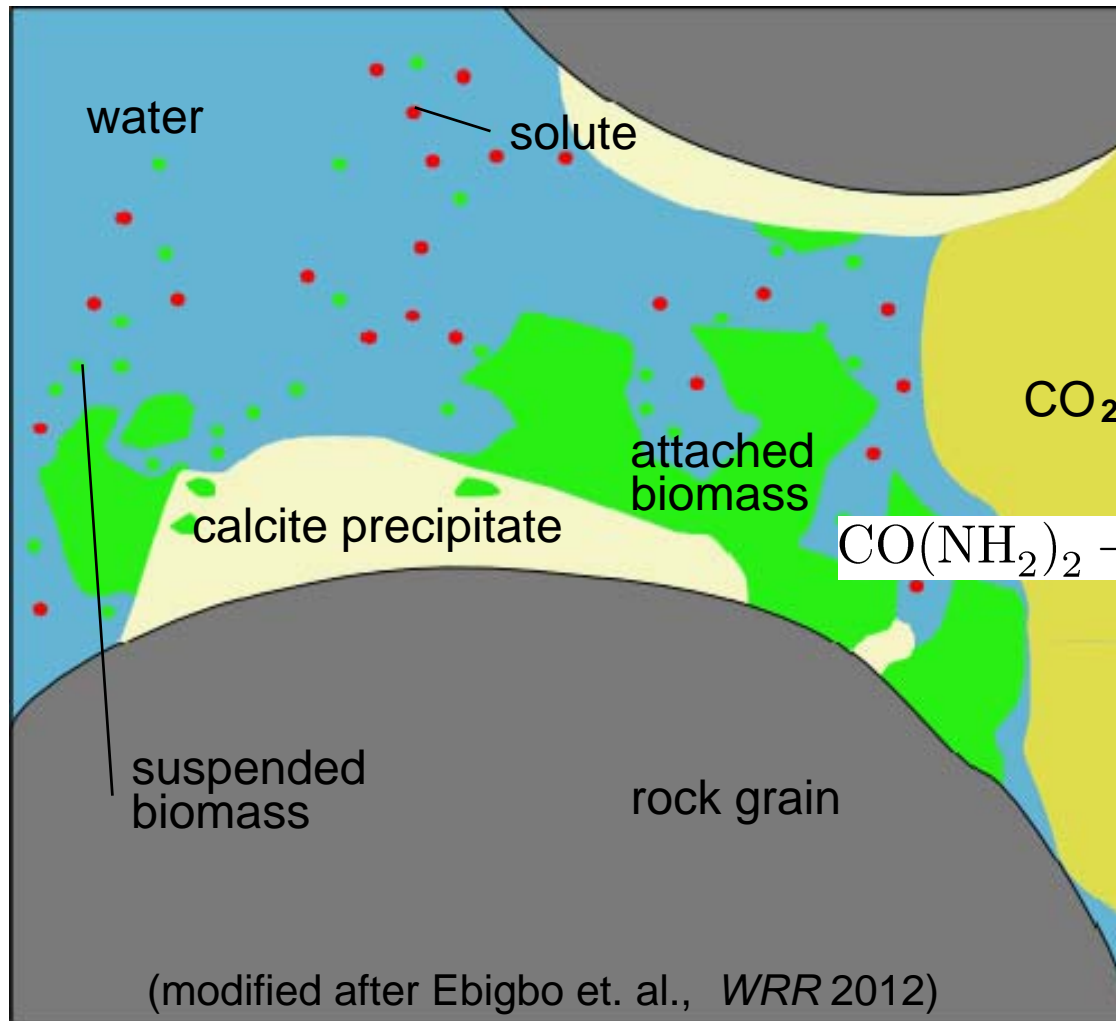 water
solute
CO₂
attached
biomass
calcite precipitate
CO(NH₂)₂ –
suspended
biomass
rock grain
(modified after Ebigbo et. al., WRR 2012)